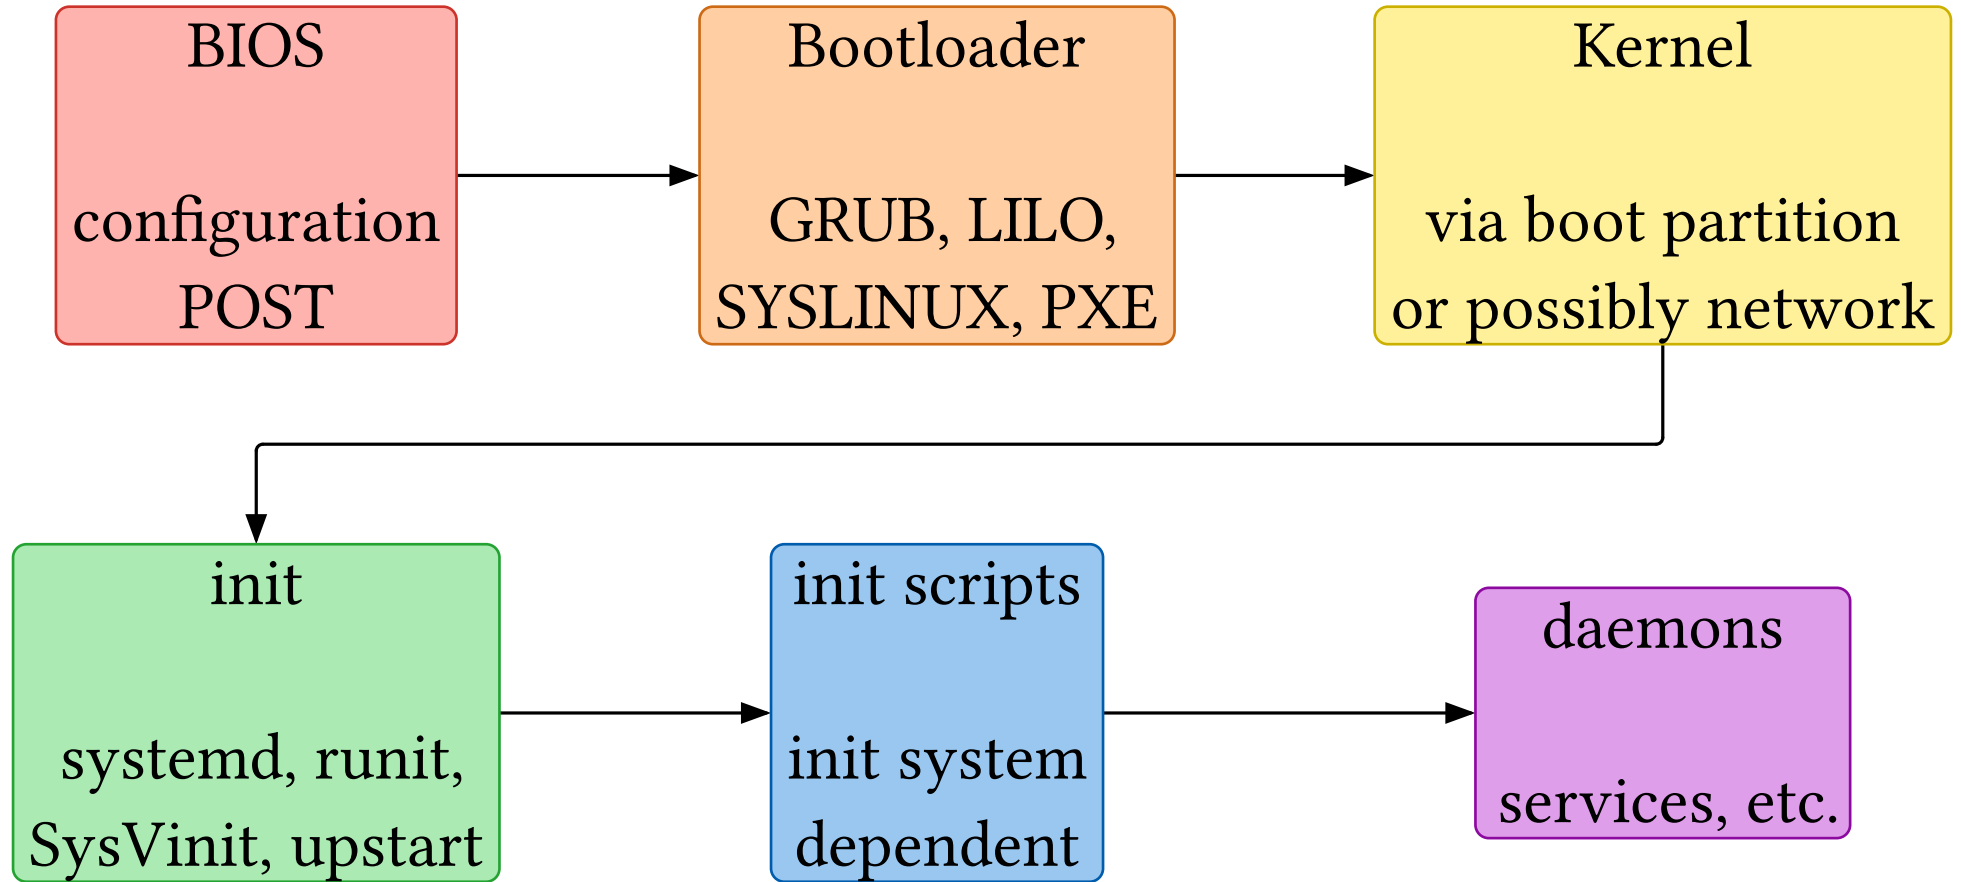 BIOS
configuration
POST
Bootloader
GRUB, LILO,
SYSLINUX, PXE
Kernel
via boot partition
or possibly network
init
systemd, runit,
SysVinit, upstart
init scripts
init system
dependent
daemons
services, etc.